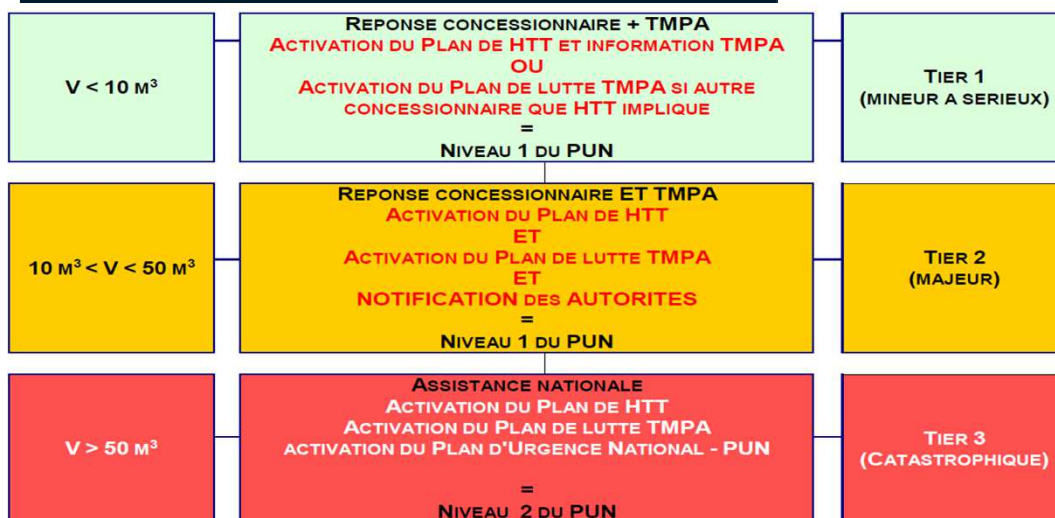 V < 10 M³
REPONSE CONCESSIONNAIRE + TMPA
ACTIVATION DU PLAN DE HTT ET INFORMATION TMPA
OU
ACTIVATION DU PLAN DE LUTTE TMPA SI AUTRE
CONCESSIONNAIRE QUE HTT IMPLIQUE
=
NIVEAU 1 DU PUN
TIER 1
(MINEUR A SERIEUX)
10 M³ < V < 50 M³
REPONSE CONCESSIONNAIRE ET TMPA
ACTIVATION DU PLAN DE HTT
ET
ACTIVATION DU PLAN DE LUTTE TMPA
ET
NOTIFICATION DES AUTORITES
=
NIVEAU 1 DU PUN
TIER 2
(MAJEUR)
V > 50 M³
ASSISTANCE NATIONALE
ACTIVATION DU PLAN DE HTT
ACTIVATION DU PLAN DE LUTTE TMPA
ACTIVATION DU PLAN D'URGENCE NATIONAL - PUN
=
NIVEAU 2 DU PUN
TIER 3
(CATASTROPHIQUE)